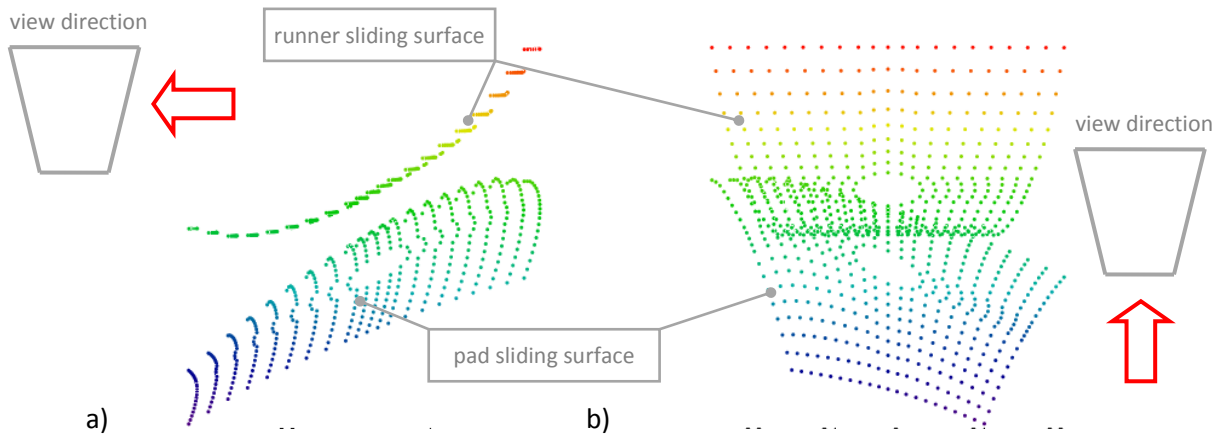 view direction
runner sliding surface
view direction
pad sliding surface
a)
b)